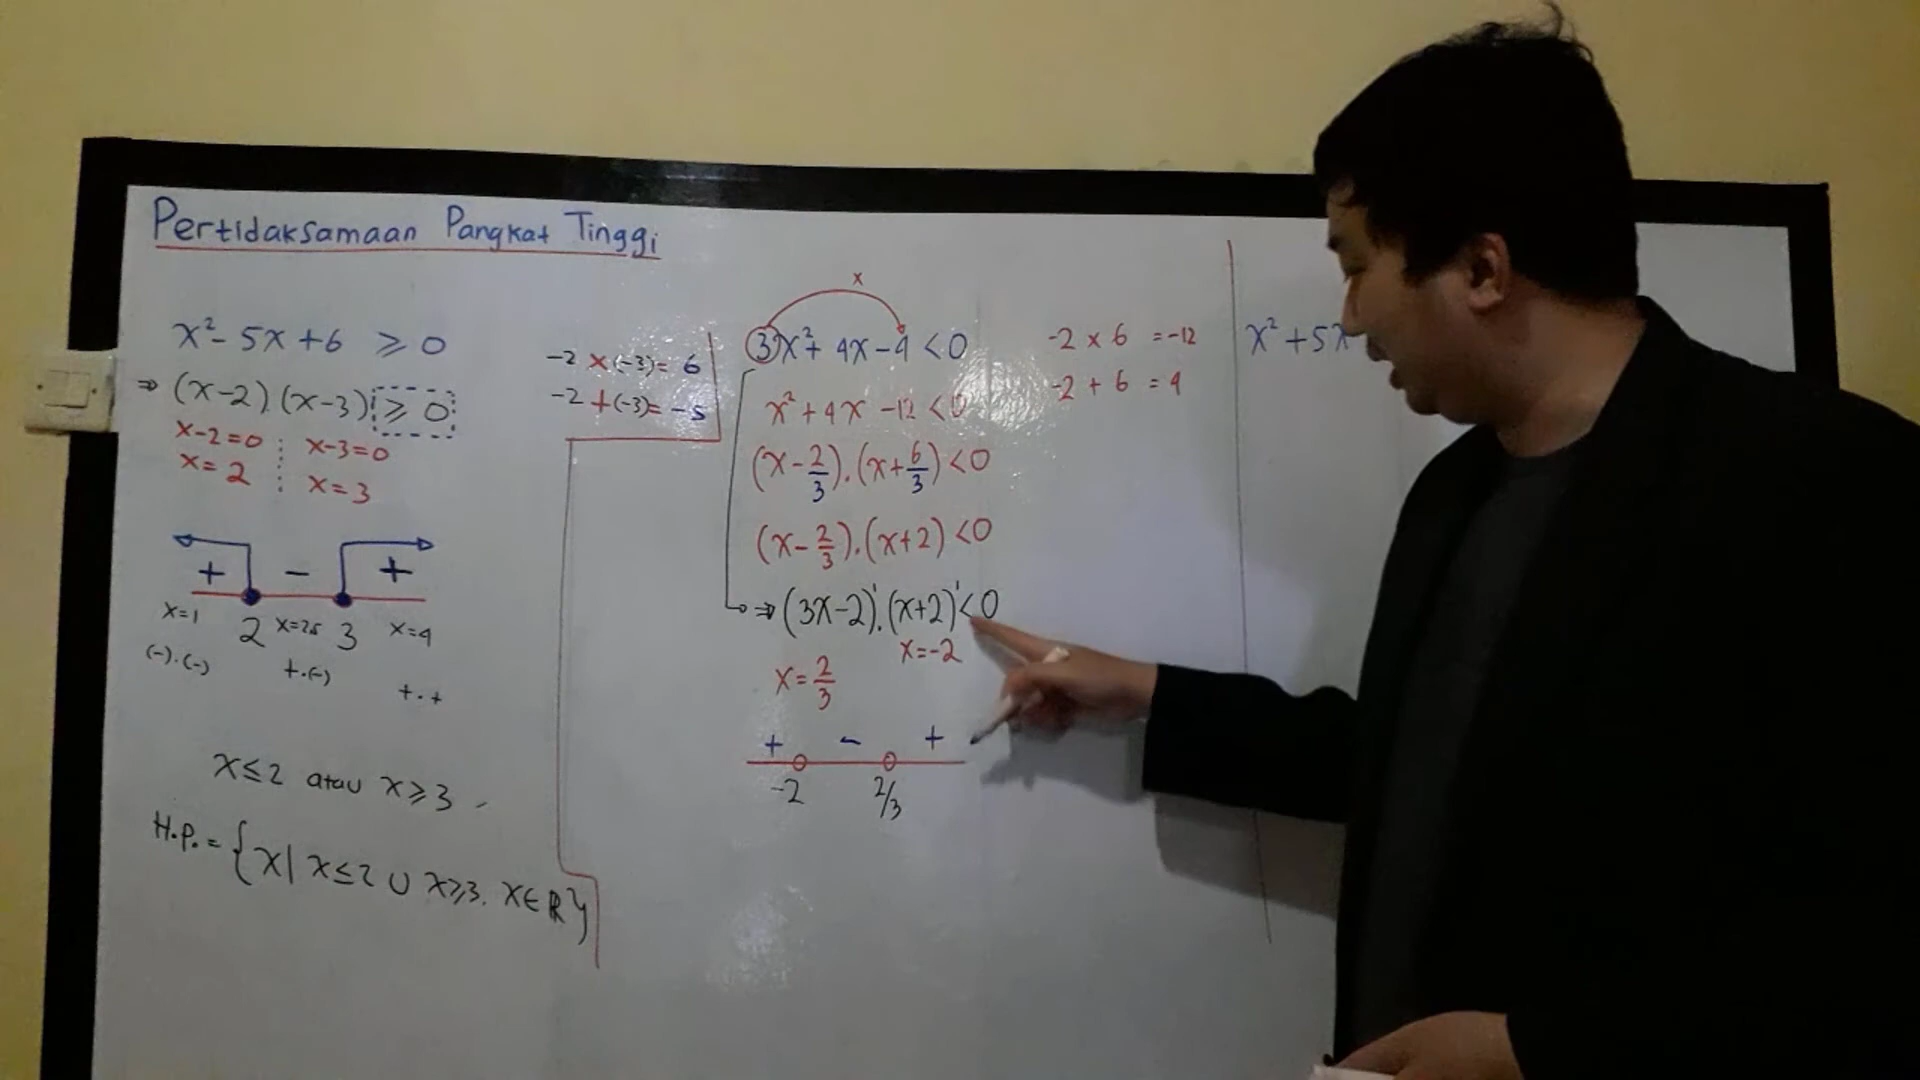 Pertidaksamaan Pangkat Tinggi
x² - 5x + 6 ≥ 0
⇒ (x-2).(x-3) ≥ 0
x-2=0 x-3=0
x=2 x=3
+ - +
x=1 2 x=2,5 3 x=4
(-).(-) +.(-) +.+
x≤2 atau x≥3
H.P. = {x| x≤2 ∪ x≥3. x∈R}
-2 x (-3) = 6
-2 + (-3) = -5
x
3x² + 4x - 4 < 0
x² + 4x - 12 < 0
(x - 2/3).(x + 6/3) < 0
(x - 2/3).(x+2) < 0
⇒ (3x-2)¹.(x+2)¹ < 0
x = 2/3 x = -2
+ - +
-2 2/3
-2 x 6 = -12
-2 + 6 = 4
x² + 5x